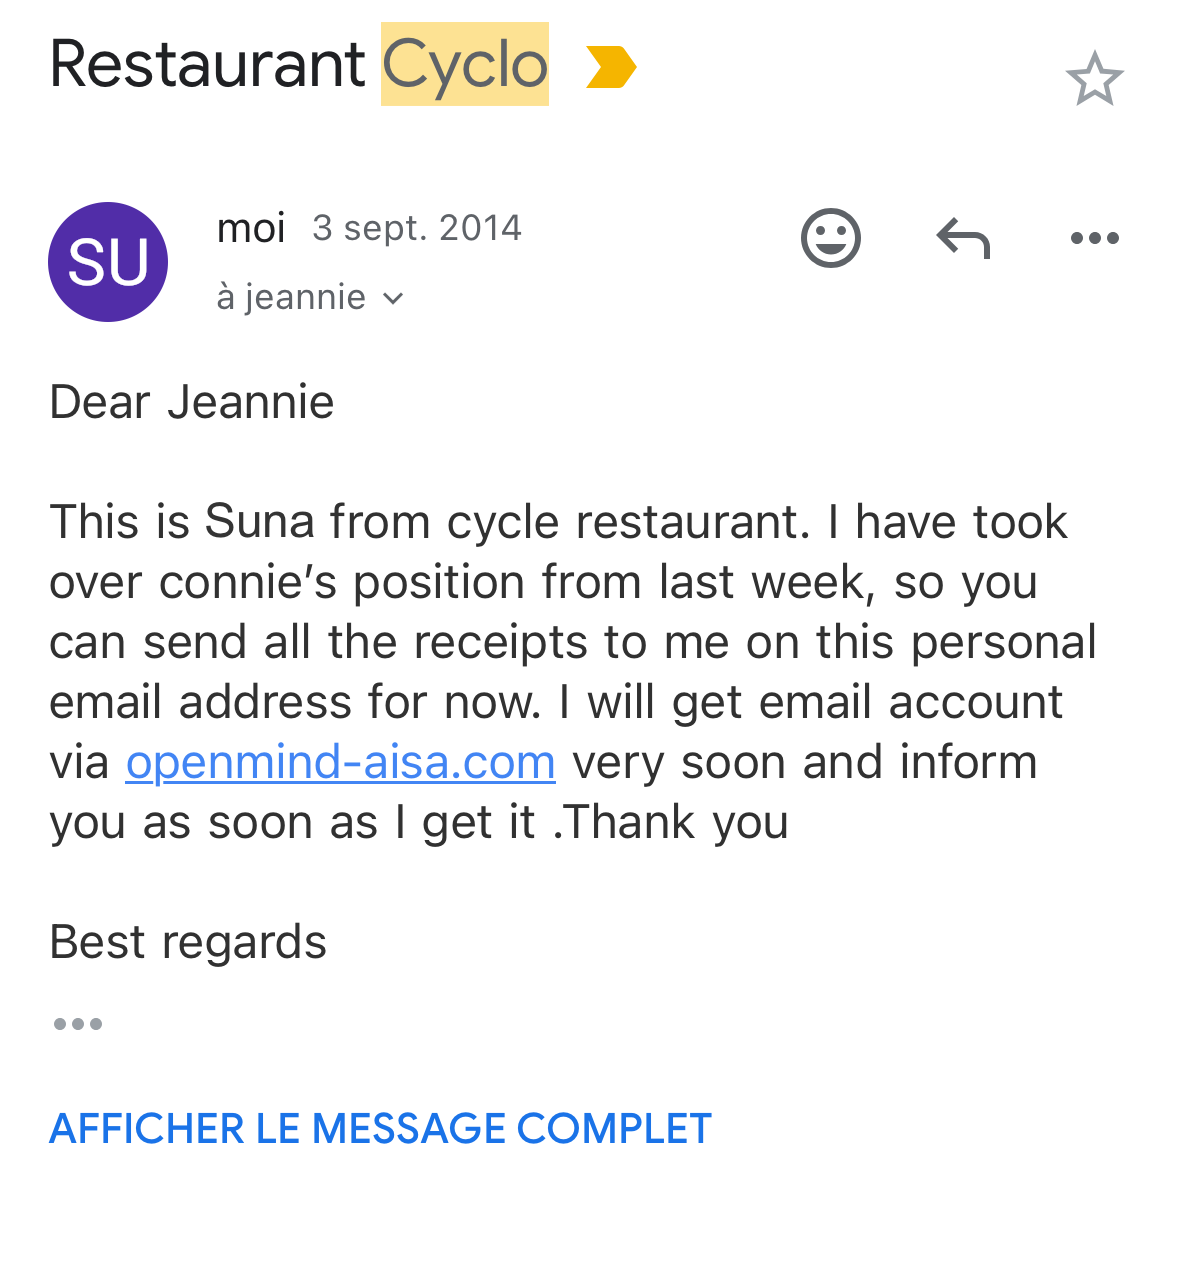 Restaurant Cyclo
SU
moi 3 sept. 2014
à jeannie
Dear Jeannie
This is Suna from cycle restaurant. I have took
over connie’s position from last week, so you
can send all the receipts to me on this personal
email address for now. I will get email account
via openmind-aisa.com very soon and inform
you as soon as I get it .Thank you
Best regards
AFFICHER LE MESSAGE COMPLET